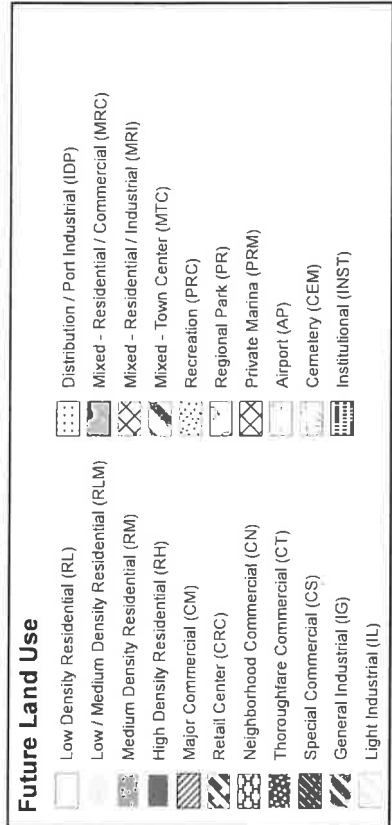 Future Land Use
Low Density Residential (RL)
Low / Medium Density Residential (RLM)
Medium Density Residential (RM)
High Density Residential (RH)
Major Commercial (CM)
Retail Center (CRC)
Neighborhood Commercial (CN)
Thoroughfare Commercial (CT)
Special Commercial (CS)
General Industrial (IG)
Light Industrial (IL)
Distribution / Port Industrial (IDP)
Mixed - Residential / Commercial (MRC)
Mixed - Residential / Industrial (MRI)
Mixed - Town Center (MTC)
Recreation (PRC)
Regional Park (PR)
Private Marina (PRM)
Airport (AP)
Cemetery (CEM)
Institutional (INST)